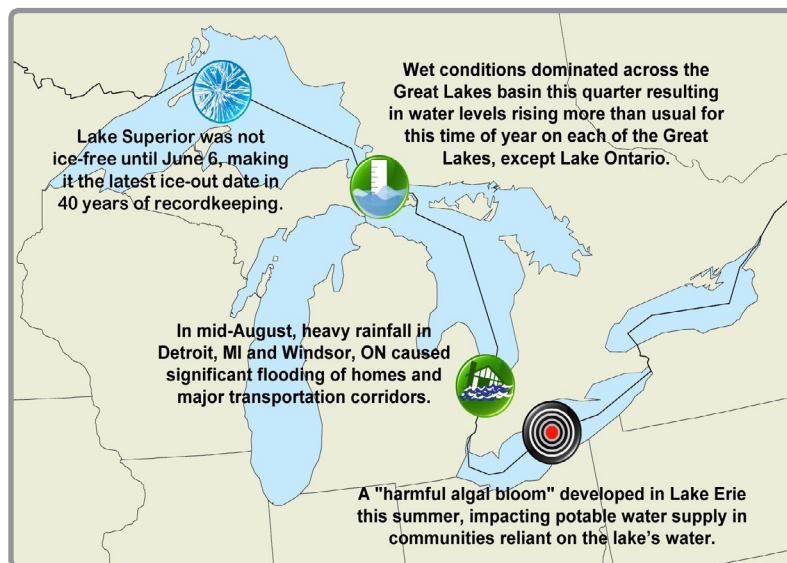 Wet conditions dominated across the
Great Lakes basin this quarter resulting
in water levels rising more than usual for
this time of year on each of the Great
Lakes, except Lake Ontario.
Lake Superior was not
ice-free until June 6, making
it the latest ice-out date in
40 years of recordkeeping.
In mid-August, heavy rainfall in
Detroit, MI and Windsor, ON caused
significant flooding of homes and
major transportation corridors.
A "harmful algal bloom" developed in Lake Erie
this summer, impacting potable water supply in
communities reliant on the lake's water.